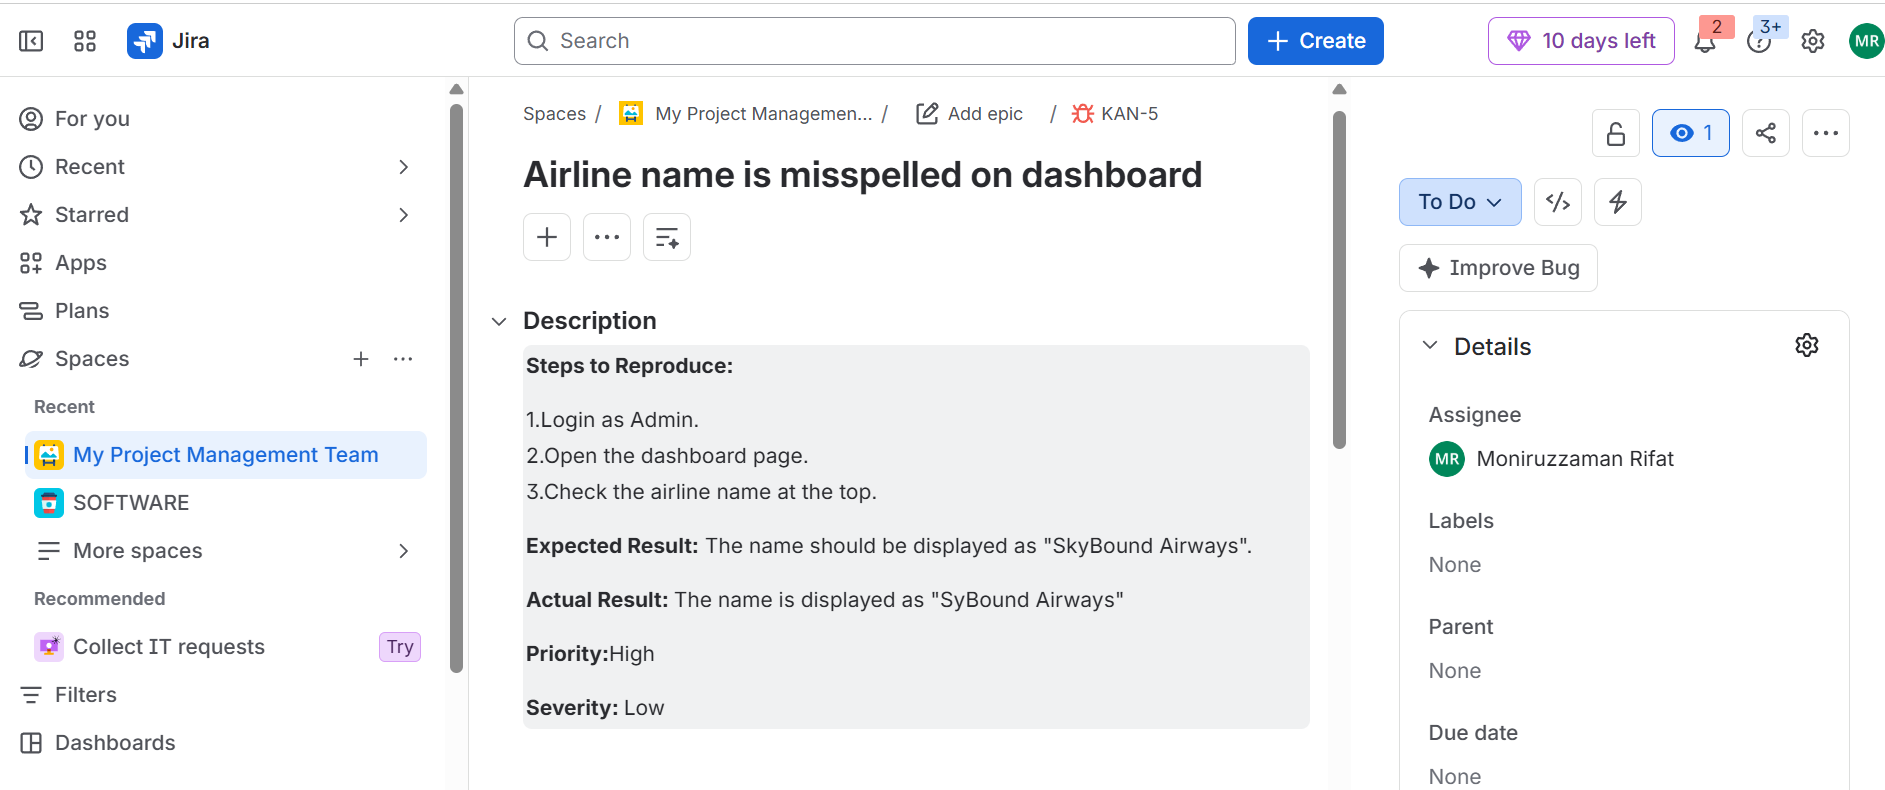 Jira
Search
Create
10 days left
2
3+
MR
For you
Recent
Starred
Apps
Plans
Spaces
Recent
My Project Management Team
SOFTWARE
More spaces
Recommended
Collect IT requests
Try
Filters
Dashboards
Spaces / My Project Managemen... / Add epic / KAN-5
Airline name is misspelled on dashboard
Description
Steps to Reproduce:
1.Login as Admin.
2.Open the dashboard page.
3.Check the airline name at the top.
Expected Result: The name should be displayed as "SkyBound Airways".
Actual Result: The name is displayed as "SyBound Airways"
Priority:High
Severity: Low
1
To Do
Improve Bug
Details
Assignee
MR Moniruzzaman Rifat
Labels
None
Parent
None
Due date
None